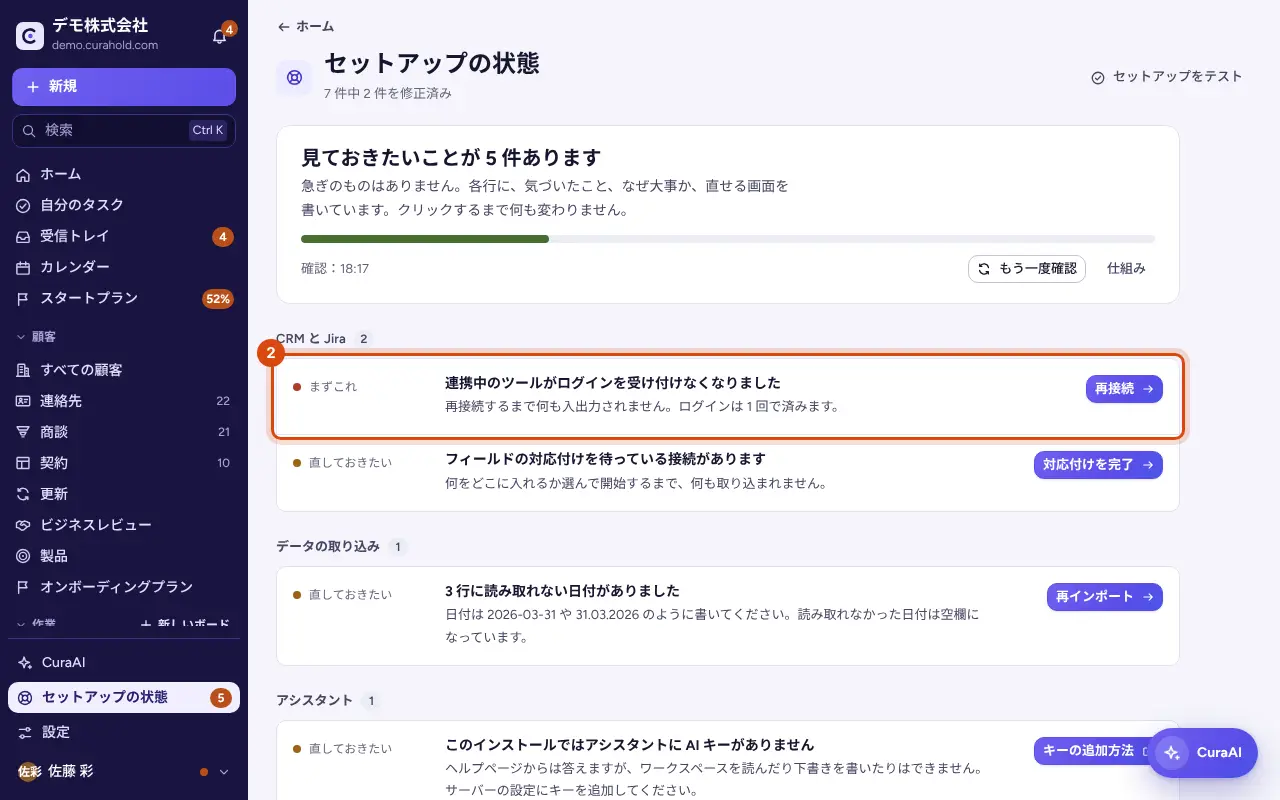 デモ株式会社
demo.curahold.com
4
新規
検索
Ctrl K
ホーム
自分のタスク
受信トレイ
4
カレンダー
スタートプラン
52%
顧客
すべての顧客
連絡先
22
商談
21
契約
10
更新
ビジネスレビュー
製品
オンボーディングプラン
作業
新しいボード
CuraAI
セットアップの状態
5
設定
佐彩
佐藤 彩
← ホーム
セットアップの状態
7 件中 2 件を修正済み
セットアップをテスト
見ておきたいことが 5 件あります
急ぎのものはありません。各行に、気づいたこと、なぜ大事か、直せる画面を
書いています。クリックするまで何も変わりません。
確認：18:17
もう一度確認
仕組み
CRM と Jira 2
2
まずこれ
連携中のツールがログインを受け付けなくなりました
再接続するまで何も入出力されません。ログインは 1 回で済みます。
再接続 →
直しておきたい
フィールドの対応付けを待っている接続があります
何をどこに入れるか選んで開始するまで、何も取り込まれません。
対応付けを完了 →
データの取り込み 1
直しておきたい
3 行に読み取れない日付がありました
日付は 2026-03-31 や 31.03.2026 のように書いてください。読み取れなかった日付は空欄に
なっています。
再インポート →
アシスタント 1
直しておきたい
このインストールではアシスタントに AI キーがありません
ヘルプページからは答えますが、ワークスペースを読んだり下書きを書いたりはできません。
サーバーの設定にキーを追加してください。
キーの追加方法
CuraAI